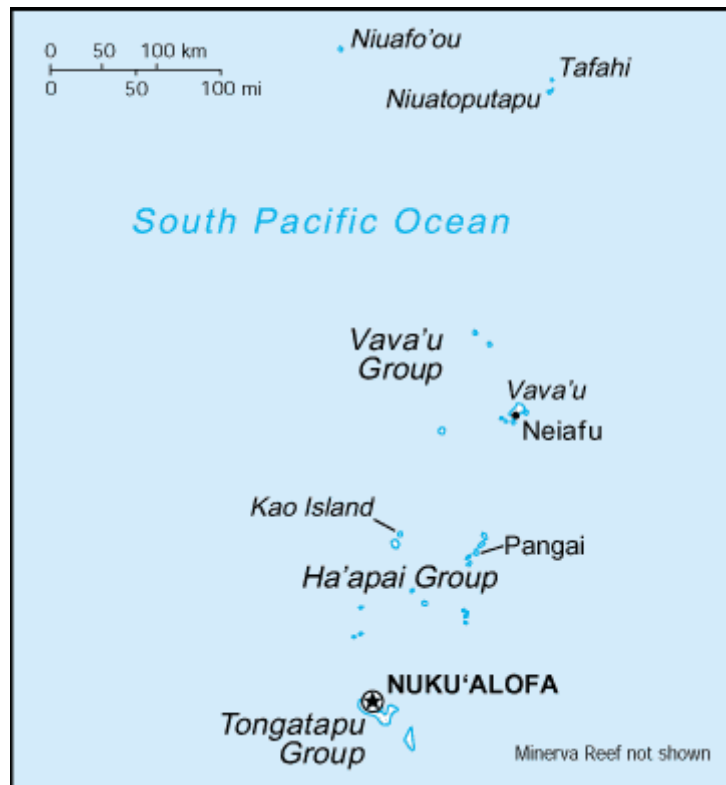 Niuafo'ou
0 50 100 km
0 50 100 mi
Tafahi
Niuatoputapu
South Pacific Ocean
Vava'u
Group
Vava'u
Neiafu
Kao Island
Pangai
Ha'apai Group
NUKU‘ALOFA
Tongatapu
Group
Minerva Reef not shown